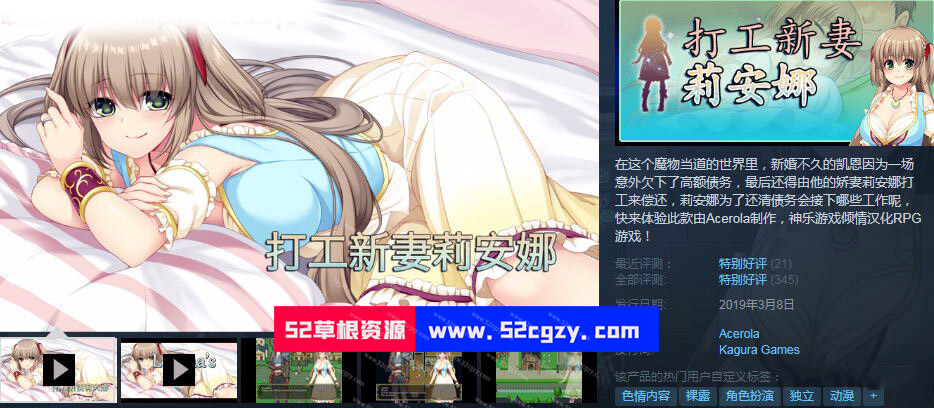 打工新妻
莉安娜
打工新妻莉安娜
52草根资源 www.52cgzy.com
在这个魔物当道的世界里，新婚不久的凯恩因为一场
意外欠下了高额债务，最后还得由他的娇妻莉安娜打
工来偿还，莉安娜为了还清债务会接下哪些工作呢，
快来体验此款由Acerola制作，神乐游戏倾情汉化RPG
游戏！
最近评测： 特别好评 (21)
全部评测: 特别好评 (345)
发行日期: 2019年3月8日
Acerola
Kagura Games
该产品的热门用户自定义标签：
色情内容 裸露 角色扮演 独立 动漫 +